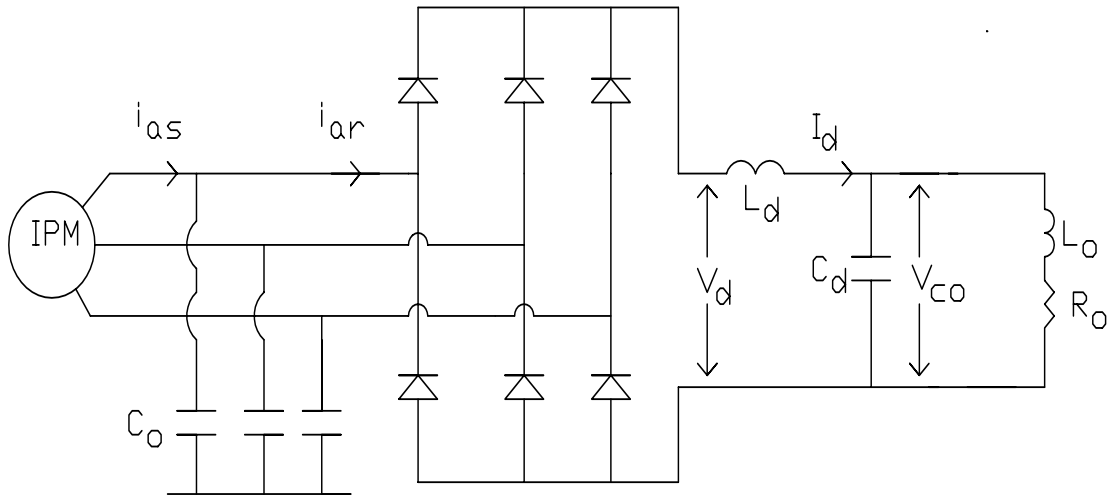 i_as
i_ar
I_d
IPM
L_d
L_o
C_d
V_d
V_co
R_o
C_o